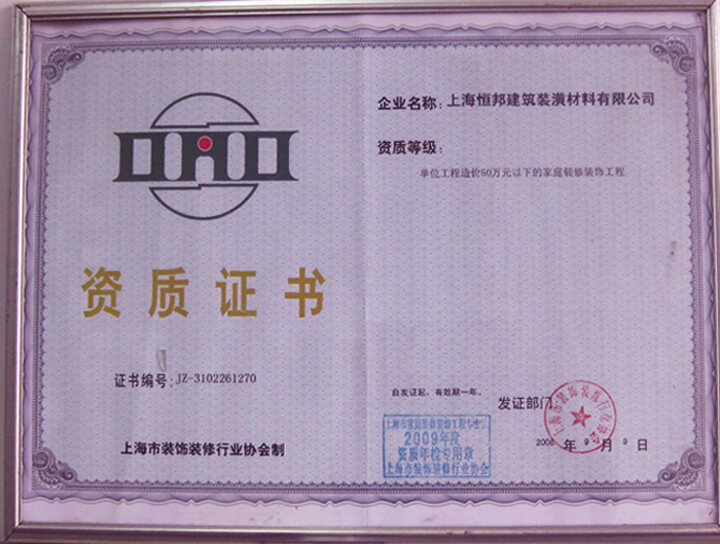 资质证书
证书编号: JZ-3102261270
上海市装饰装修行业协会制
企业名称: 上海恒邦建筑装潢材料有限公司
资质等级:
单位工程造价50万元以下的家庭装修装饰工程
自发证起,有效期一年。
发证部门
2008 年 9 月 9 日
2009年度
资质年检专用章
上海市装饰装修行业协会